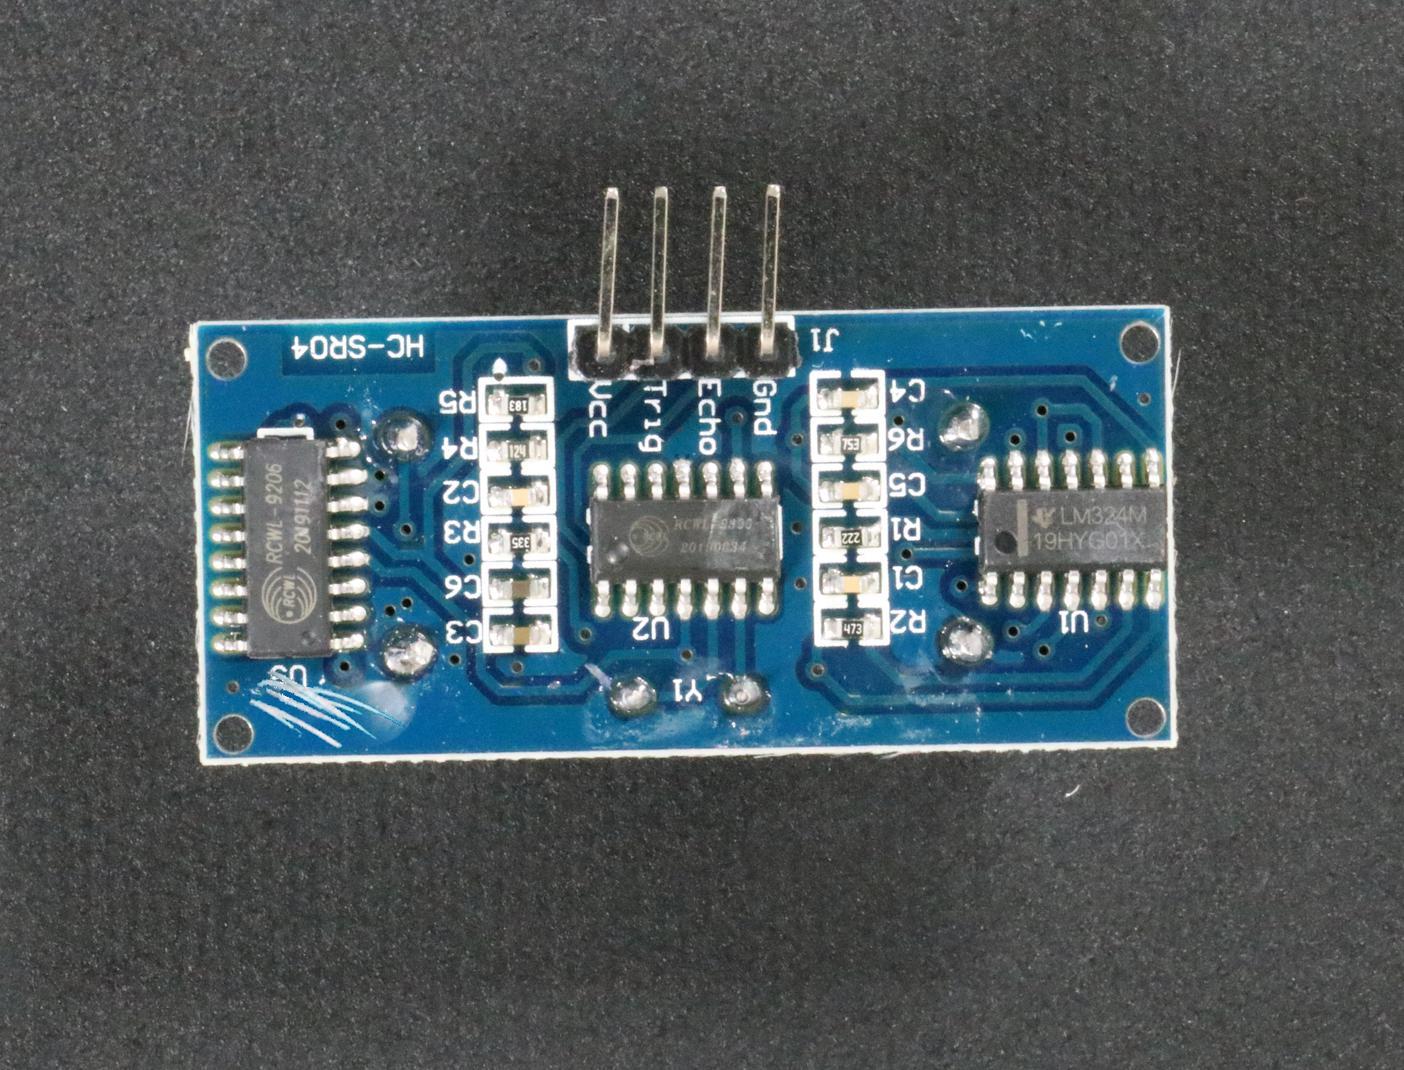 HC-SR04
J1
Vcc
Trig
Echo
Gnd
R5
183
R4
124
C2
R3
335
C6
C3
C4
R6
753
C5
R1
222
C1
R2
473
RCWL-9206
20191112
RCWL
U2
LM324M
19HYG01X
U1
Y1